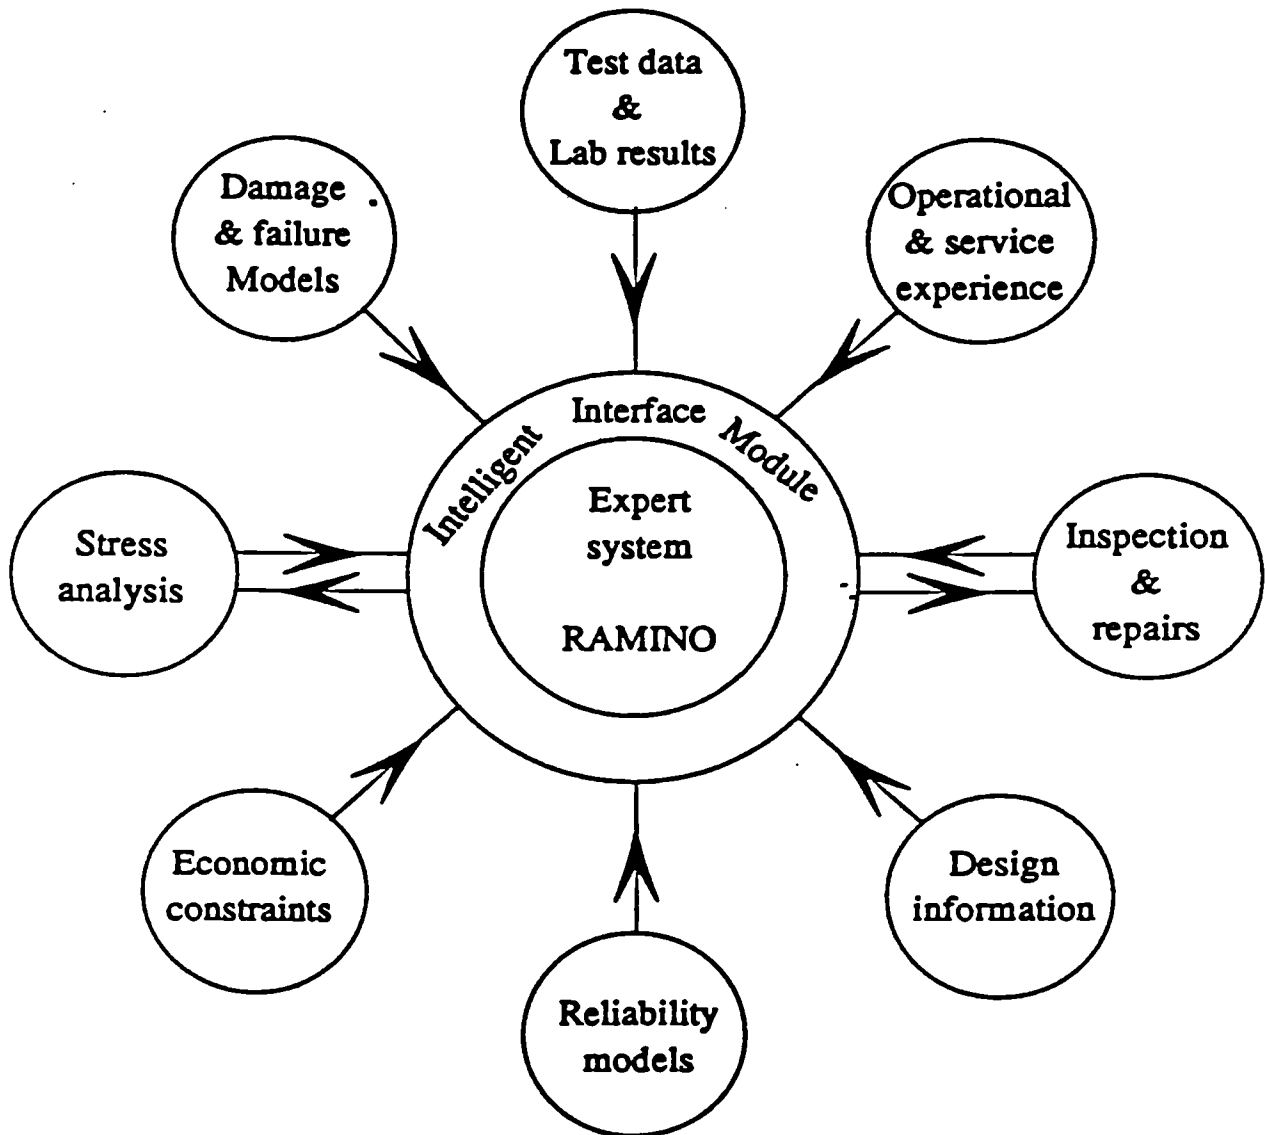 Test data
&
Lab results
Damage
& failure
Models
Operational
& service
experience
Intelligent Interface Module
Expert
system
RAMINO
Stress
analysis
Inspection
&
repairs
Economic
constraints
Design
information
Reliability
models